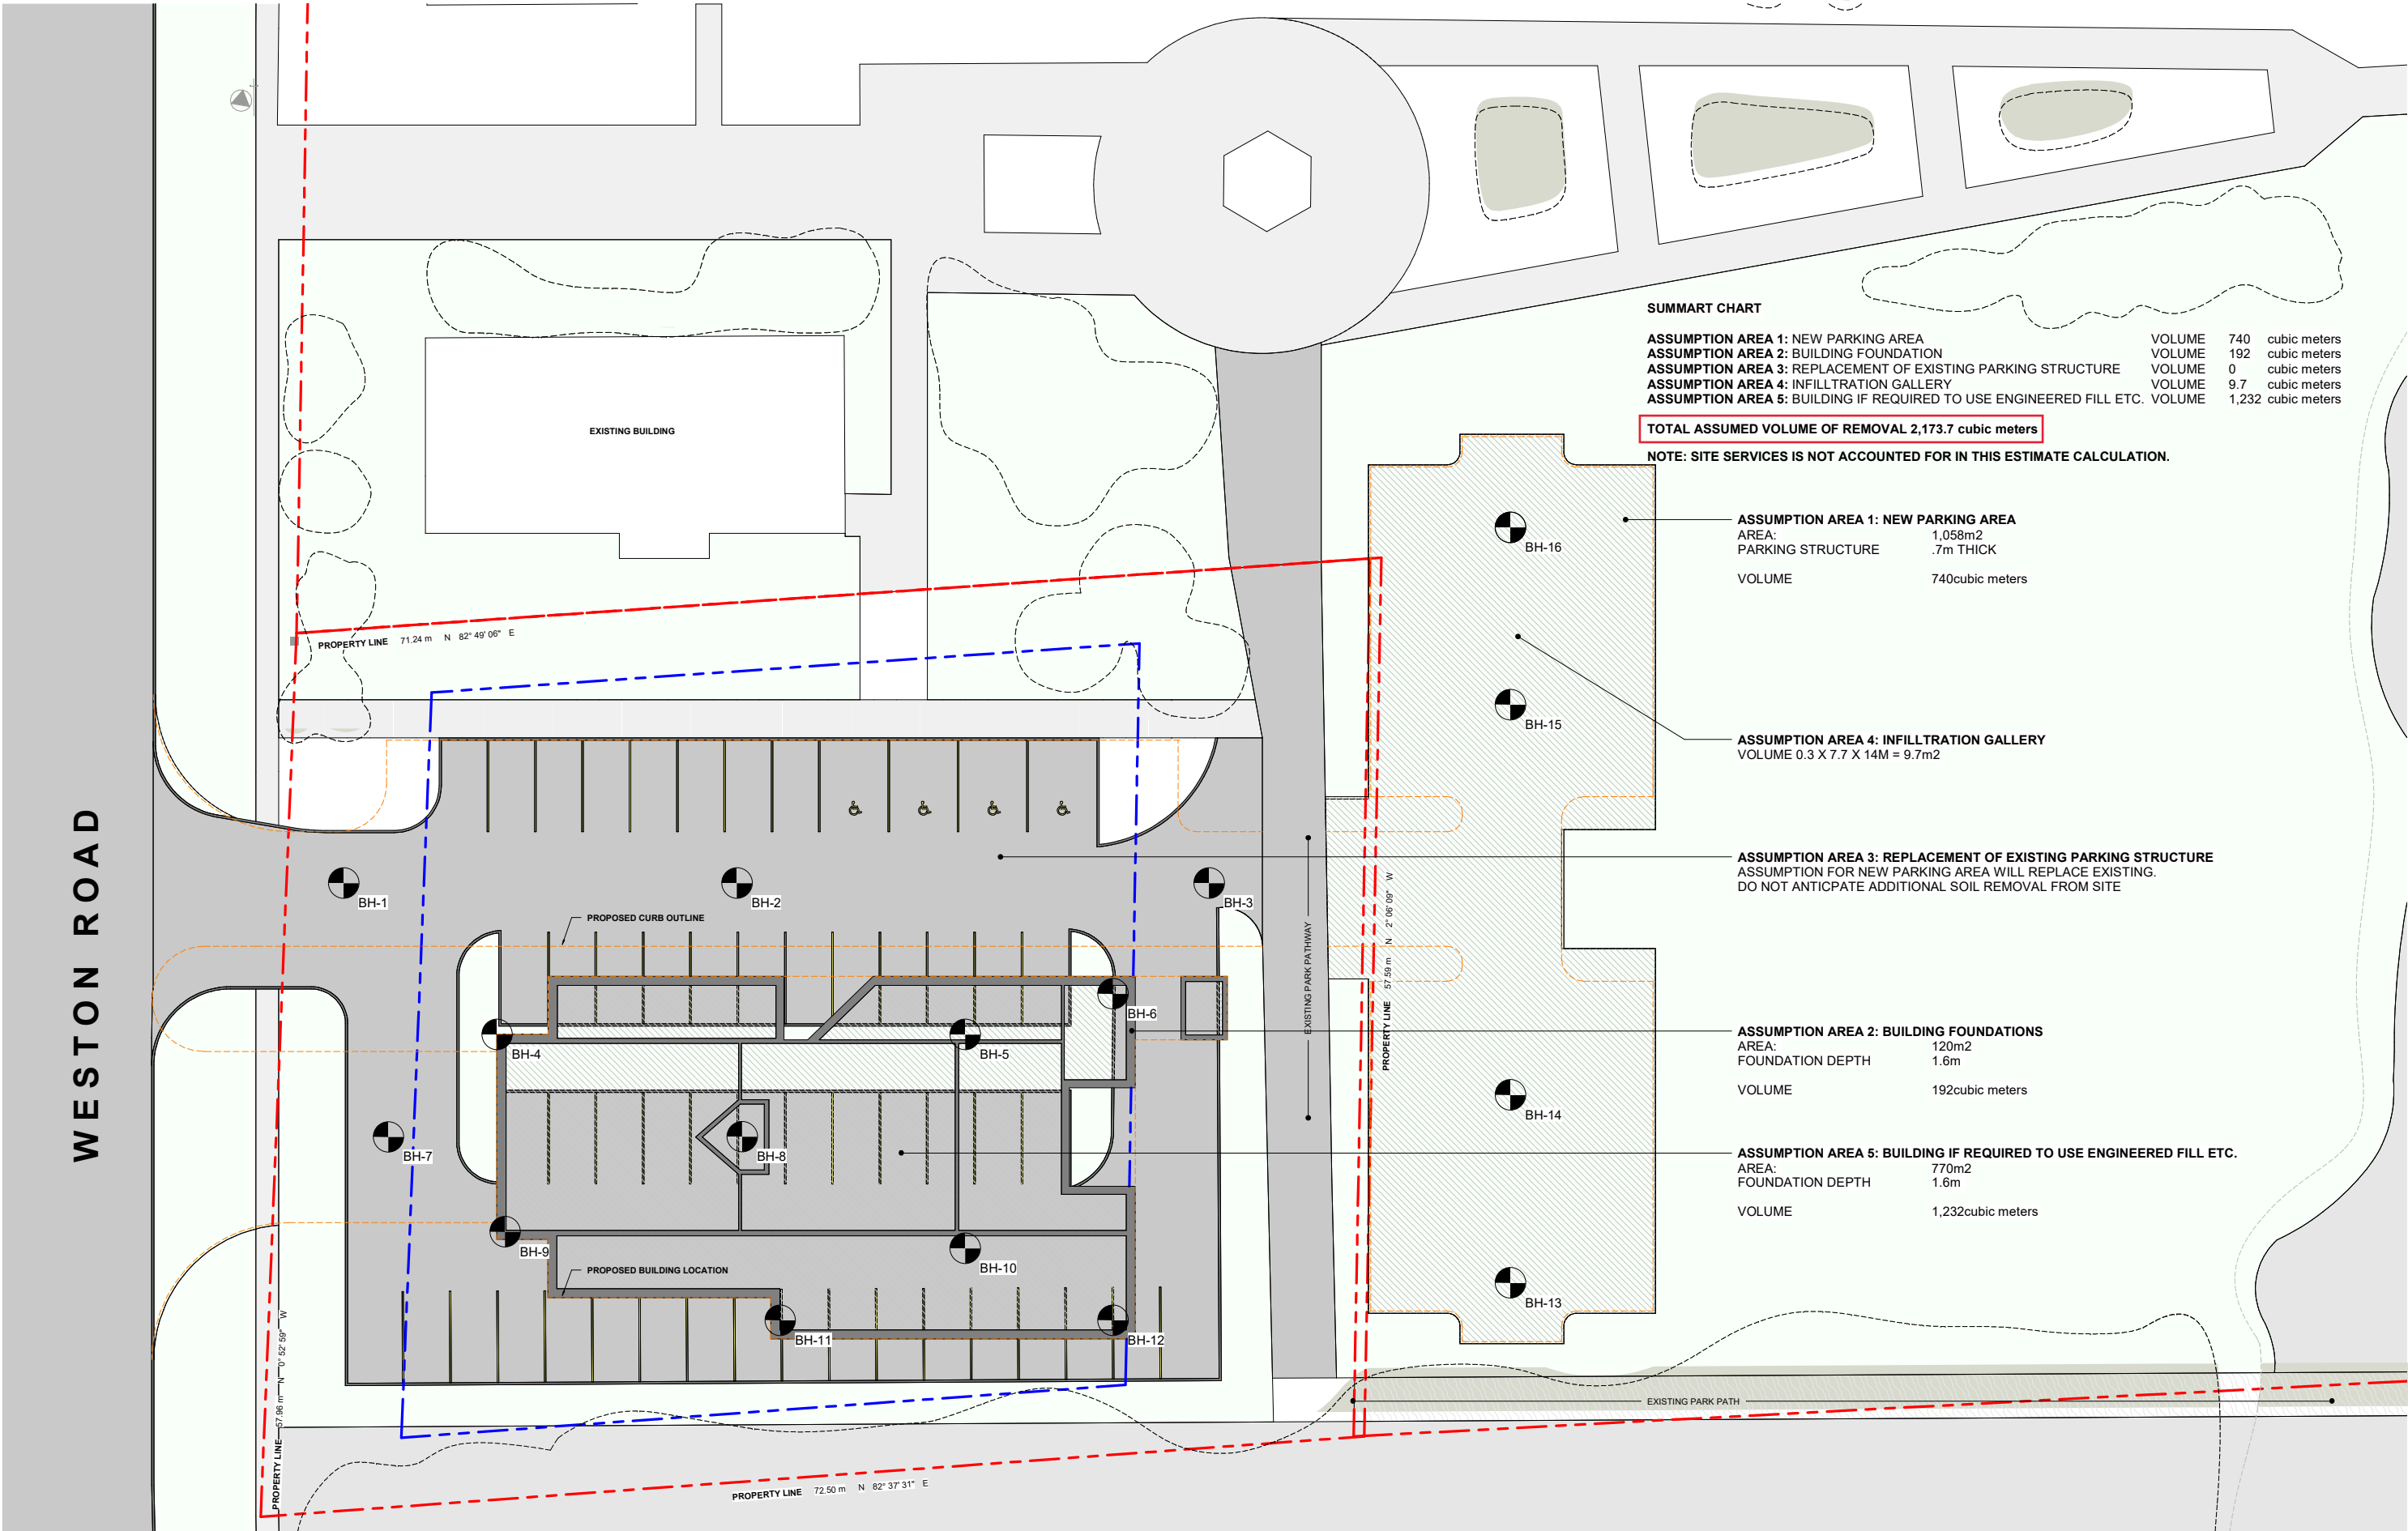 SUMMART CHART
ASSUMPTION AREA 1: NEW PARKING AREA VOLUME 740 cubic meters
ASSUMPTION AREA 2: BUILDING FOUNDATION VOLUME 192 cubic meters
ASSUMPTION AREA 3: REPLACEMENT OF EXISTING PARKING STRUCTURE VOLUME 0 cubic meters
ASSUMPTION AREA 4: INFILLTRATION GALLERY VOLUME 9.7 cubic meters
ASSUMPTION AREA 5: BUILDING IF REQUIRED TO USE ENGINEERED FILL ETC. VOLUME 1,232 cubic meters
TOTAL ASSUMED VOLUME OF REMOVAL 2,173.7 cubic meters
NOTE: SITE SERVICES IS NOT ACCOUNTED FOR IN THIS ESTIMATE CALCULATION.
EXISTING BUILDING
ASSUMPTION AREA 1: NEW PARKING AREA
AREA: 1,058m2
PARKING STRUCTURE .7m THICK
VOLUME 740cubic meters
BH-16
PROPERTY LINE 71.24 m N 82° 49' 06" E
BH-15
ASSUMPTION AREA 4: INFILLTRATION GALLERY
VOLUME 0.3 X 7.7 X 14M = 9.7m2
WESTON ROAD
ASSUMPTION AREA 3: REPLACEMENT OF EXISTING PARKING STRUCTURE
ASSUMPTION FOR NEW PARKING AREA WILL REPLACE EXISTING.
DO NOT ANTICPATE ADDITIONAL SOIL REMOVAL FROM SITE
BH-1
BH-2
BH-3
PROPOSED CURB OUTLINE
EXISTING PARK PATHWAY
PROPERTY LINE 57.59 m N 2° 06' 09" W
BH-6
BH-4
BH-5
ASSUMPTION AREA 2: BUILDING FOUNDATIONS
AREA: 120m2
FOUNDATION DEPTH 1.6m
VOLUME 192cubic meters
BH-14
BH-7
BH-8
ASSUMPTION AREA 5: BUILDING IF REQUIRED TO USE ENGINEERED FILL ETC.
AREA: 770m2
FOUNDATION DEPTH 1.6m
VOLUME 1,232cubic meters
BH-9
BH-10
PROPOSED BUILDING LOCATION
BH-13
BH-11
BH-12
PROPERTY LINE 57.96 m N 0° 52' 59" W
EXISTING PARK PATH
PROPERTY LINE 72.50 m N 82° 37' 31" E